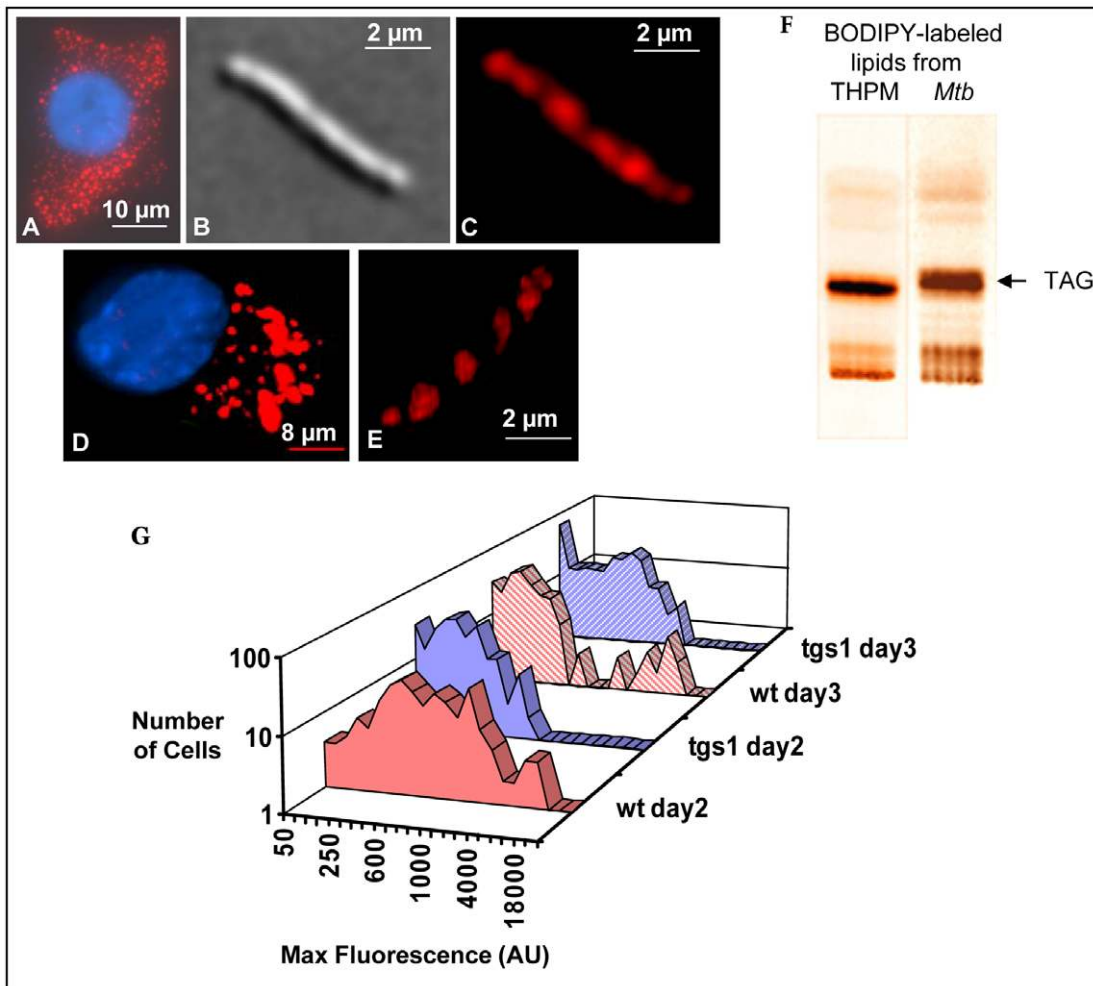 A
10 µm
B
2 µm
C
2 µm
D
8 µm
E
2 µm
F
BODIPY-labeled
lipids from
THPM Mtb
TAG
G
100
10
1
Number
of Cells
50
250
600
1000
4000
18000
Max Fluorescence (AU)
wt day2
tgs1 day2
wt day3
tgs1 day3